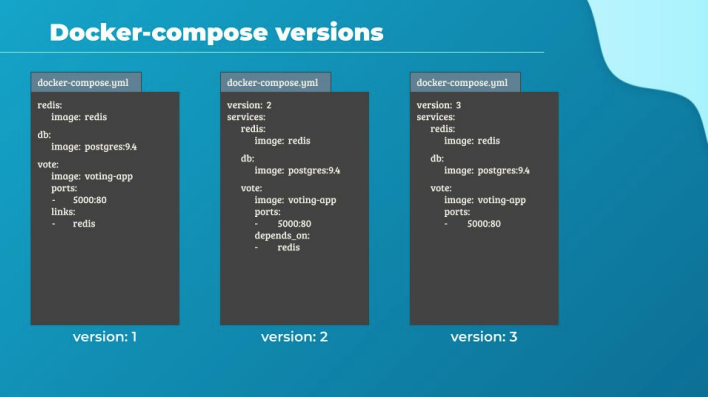 Docker-compose versions
docker-compose.yml
redis:
image: redis
db:
image: postgres:9.4
vote:
image: voting-app
ports:
- 5000:80
links:
- redis
version: 1
docker-compose.yml
version: 2
services:
redis:
image: redis
db:
image: postgres:9.4
vote:
image: voting-app
ports:
- 5000:80
depends_on:
- redis
version: 2
docker-compose.yml
version: 3
services:
redis:
image: redis
db:
image: postgres:9.4
vote:
image: voting-app
ports:
- 5000:80
version: 3